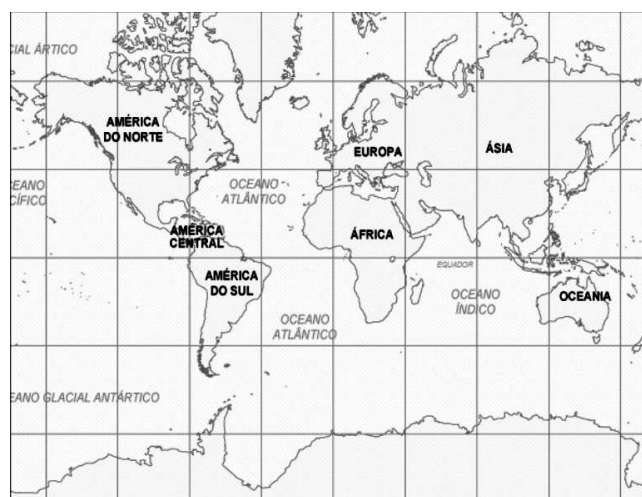 CIAL ÁRTICO
AMÉRICA
DO NORTE
EUROPA
ÁSIA
OCEANO
ATLÂNTICO
CEANO
CÍFICO
AMÉRICA
CENTRAL
ÁFRICA
AMÉRICA
DO SUL
EQUADOR
OCEANO
ÍNDICO
OCEANIA
OCEANO
ATLÂNTICO
EANO GLACIAL ANTÁRTICO